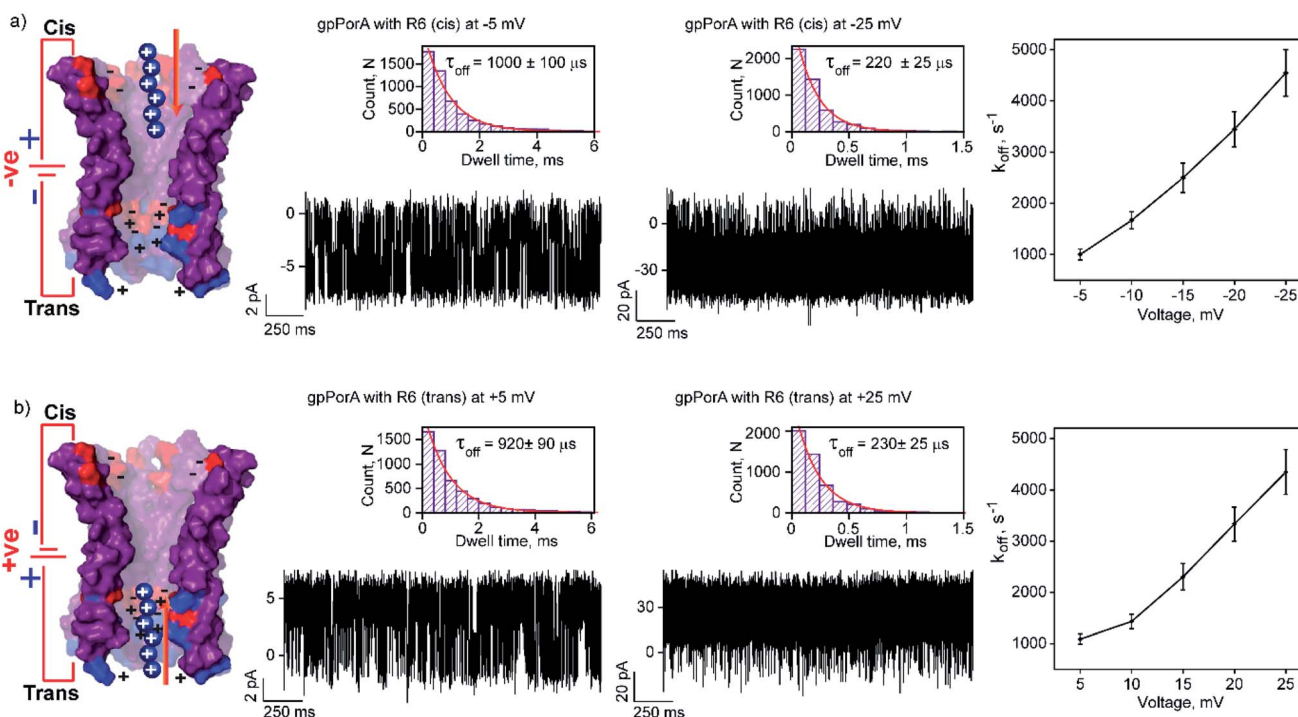 a)
Cis
+
-ve
-
Trans
gpPorA with R6 (cis) at -5 mV
Count, N
1500
1000
500
0
τoff = 1000 ± 100 μs
0 2 4 6
Dwell time, ms
0
-5
2 pA
250 ms
gpPorA with R6 (cis) at -25 mV
Count, N
2000
1000
0
τoff = 220 ± 25 μs
0 0.5 1.0 1.5
Dwell time, ms
0
-30
20 pA
250 ms
koff, s⁻¹
5000
4000
3000
2000
1000
-5 -10 -15 -20 -25
Voltage, mV
b)
Cis
-
+ve
+
Trans
gpPorA with R6 (trans) at +5 mV
Count, N
1500
1000
500
0
τoff = 920± 90 μs
0 2 4 6
Dwell time, ms
5
0
2 pA
250 ms
gpPorA with R6 (trans) at +25 mV
Count, N
2000
1000
0
τoff = 230± 25 μs
0 0.5 1.0 1.5
Dwell time, ms
30
0
20 pA
250 ms
koff, s⁻¹
5000
4000
3000
2000
1000
5 10 15 20 25
Voltage, mV